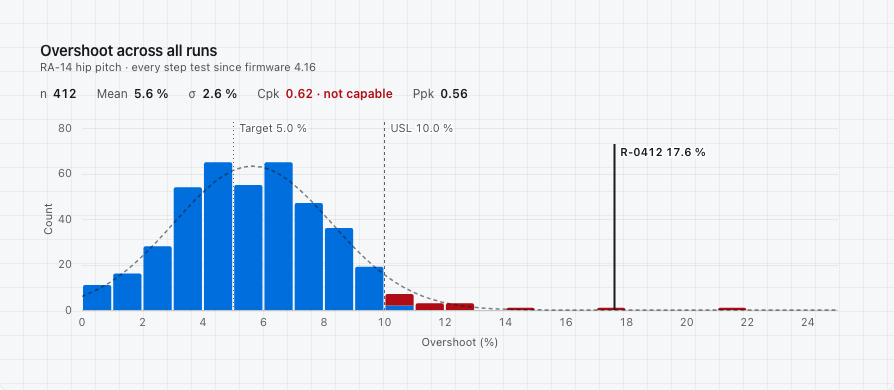 Overshoot across all runs
RA-14 hip pitch · every step test since firmware 4.16
n 412 Mean 5.6 % σ 2.6 % Cpk 0.62 · not capable Ppk 0.56
80 Target 5.0 % USL 10.0 %
R-0412 17.6 %
60
Count
40
20
0
0 2 4 6 8 10 12 14 16 18 20 22 24
Overshoot (%)